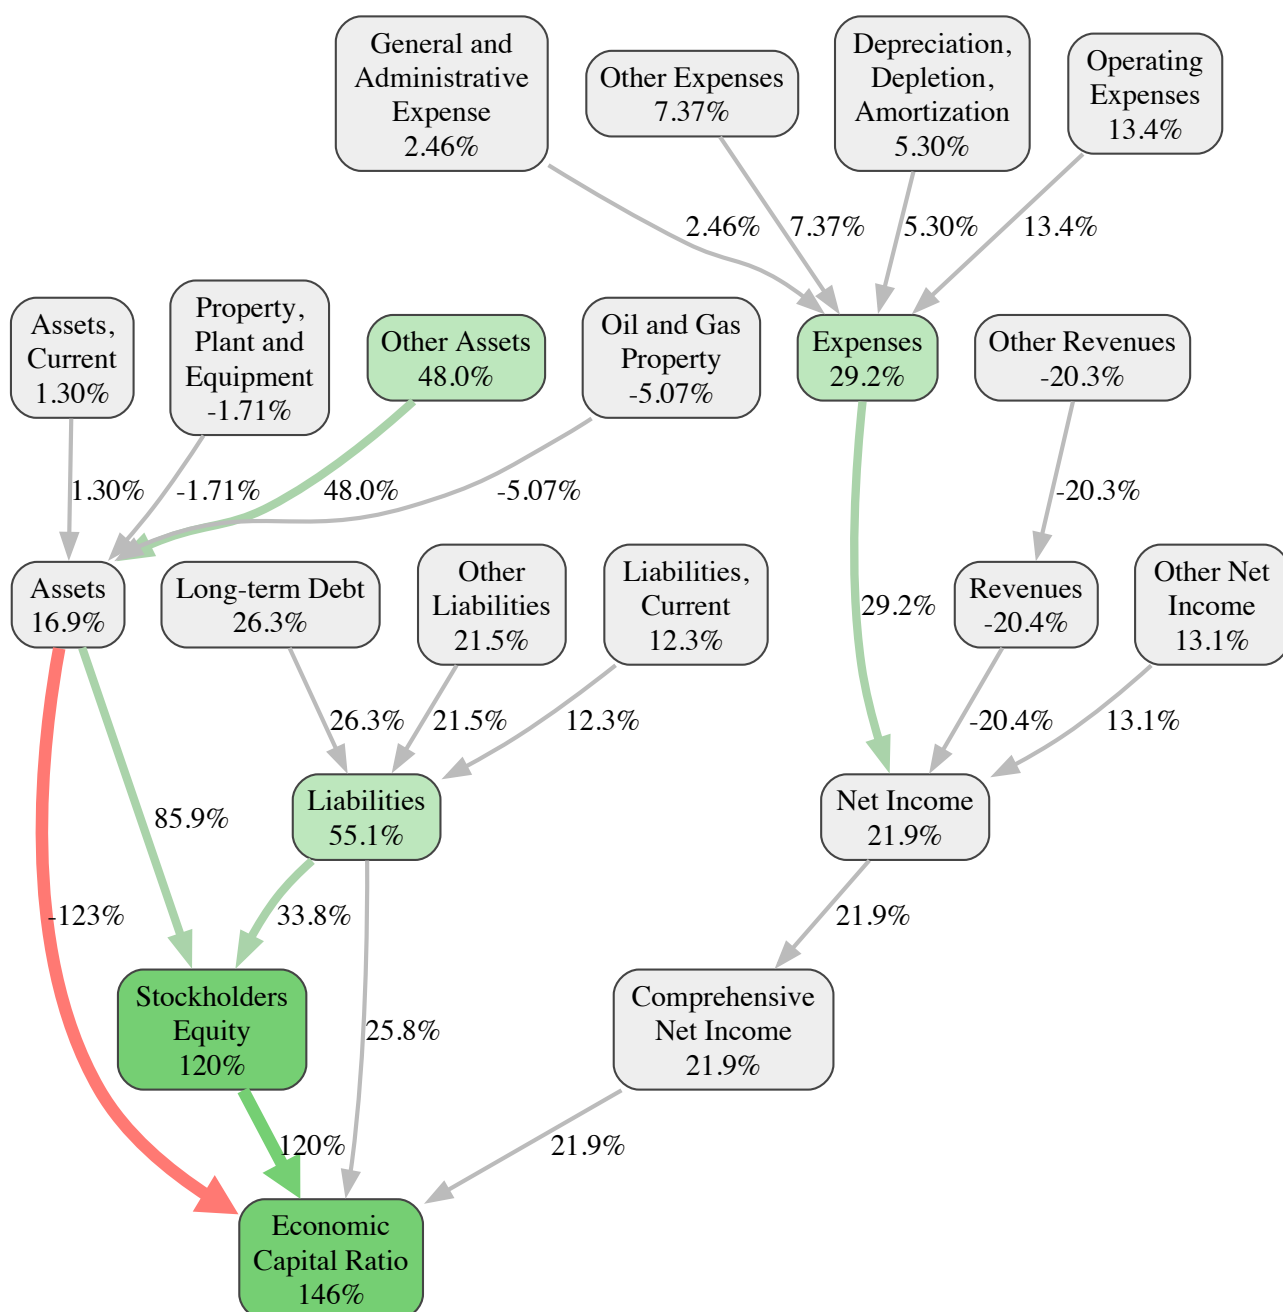 General and
Administrative
Expense
2.46%
Other Expenses
7.37%
Depreciation,
Depletion,
Amortization
5.30%
Operating
Expenses
13.4%
2.46%
7.37%
5.30%
13.4%
Assets,
Current
1.30%
Property,
Plant and
Equipment
-1.71%
Other Assets
48.0%
Oil and Gas
Property
-5.07%
Expenses
29.2%
Other Revenues
-20.3%
1.30%
-1.71%
48.0%
-5.07%
-20.3%
Assets
16.9%
Long-term Debt
26.3%
Other
Liabilities
21.5%
Liabilities,
Current
12.3%
29.2%
Revenues
-20.4%
Other Net
Income
13.1%
26.3%
21.5%
12.3%
-20.4%
13.1%
85.9%
Liabilities
55.1%
Net Income
21.9%
-123%
33.8%
21.9%
Stockholders
Equity
120%
25.8%
Comprehensive
Net Income
21.9%
120%
21.9%
Economic
Capital Ratio
146%